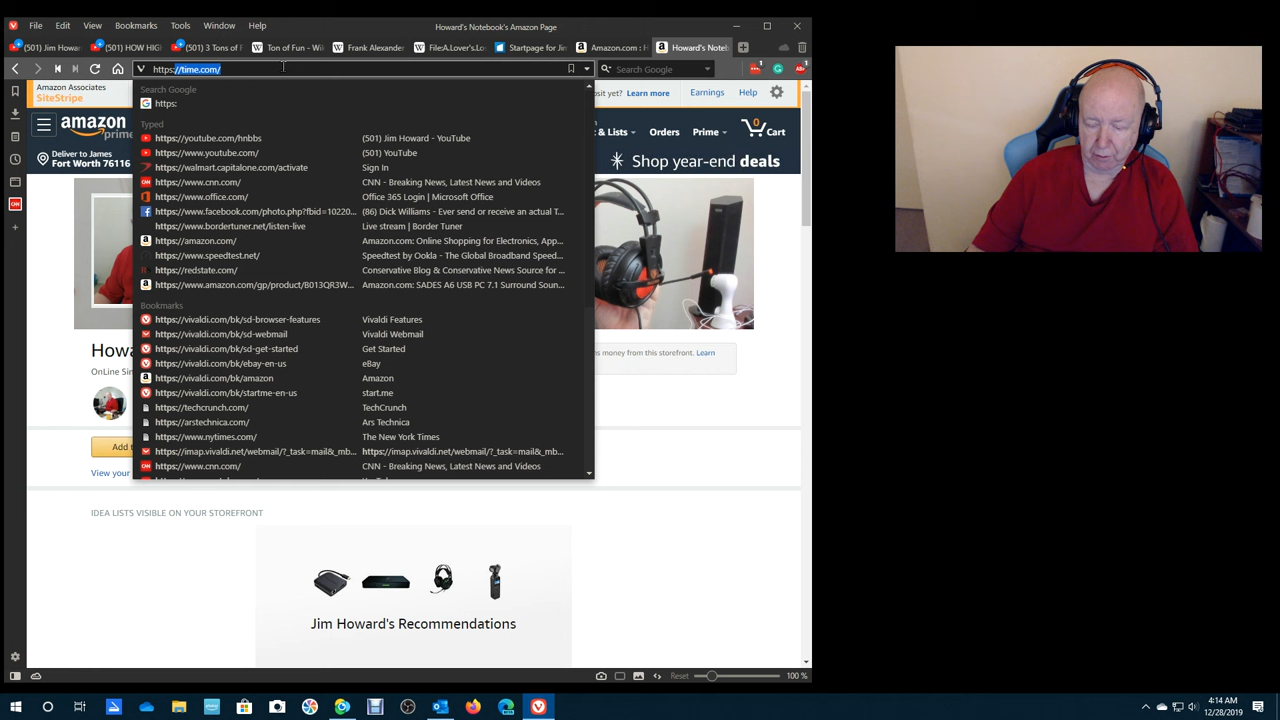 File Edit View Bookmarks Tools Window Help
Howard's Notebook's Amazon Page
(501) Jim Howar
(501) HOW HIGH
(501) 3 Tons of F
Ton of Fun - Wi
Frank Alexander
File:A.Lover's.Los
Startpage for Jim
Amazon.com : H
Howard's Noteb
https://time.com/
Search Google
Amazon Associates
SiteStripe
Learn more
Earnings
Help
amazon
prime
& Lists
Orders
Prime
0
Cart
Deliver to James
Fort Worth 76116
Shop year-end deals
Search Google
https:
Typed
https://youtube.com/hnbbs (501) Jim Howard - YouTube
https://www.youtube.com/ (501) YouTube
https://walmart.capitalone.com/activate Sign In
https://www.cnn.com/ CNN - Breaking News, Latest News and Videos
https://www.office.com/ Office 365 Login | Microsoft Office
https://www.facebook.com/photo.php?fbid=10220... (86) Dick Williams - Ever send or receive an actual T...
https://www.bordertuner.net/listen-live Live stream | Border Tuner
https://amazon.com/ Amazon.com: Online Shopping for Electronics, App...
https://www.speedtest.net/ Speedtest by Ookla - The Global Broadband Speed...
https://redstate.com/ Conservative Blog & Conservative News Source for ...
https://www.amazon.com/gp/product/B013QR3W... Amazon.com: SADES A6 USB PC 7.1 Surround Soun...
Bookmarks
https://vivaldi.com/bk/sd-browser-features Vivaldi Features
https://vivaldi.com/bk/sd-webmail Vivaldi Webmail
https://vivaldi.com/bk/sd-get-started Get Started
https://vivaldi.com/bk/ebay-en-us eBay
https://vivaldi.com/bk/amazon Amazon
https://vivaldi.com/bk/startme-en-us start.me
https://techcrunch.com/ TechCrunch
https://arstechnica.com/ Ars Technica
https://www.nytimes.com/ The New York Times
https://imap.vivaldi.net/webmail/?_task=mail&_mb... https://imap.vivaldi.net/webmail/?_task=mail&_mb...
https://www.cnn.com/ CNN - Breaking News, Latest News and Videos
Howa
OnLine Sin
ns money from this storefront. Learn
Add t
View your
IDEA LISTS VISIBLE ON YOUR STOREFRONT
Jim Howard's Recommendations
Reset
100 %
4:14 AM
12/28/2019